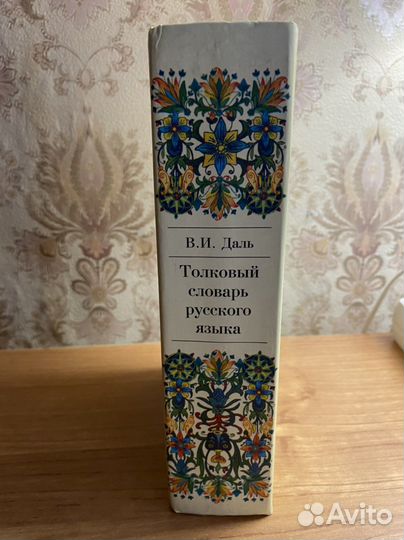 В.И. Даль
Толковый
словарь
русского
языка
Avito